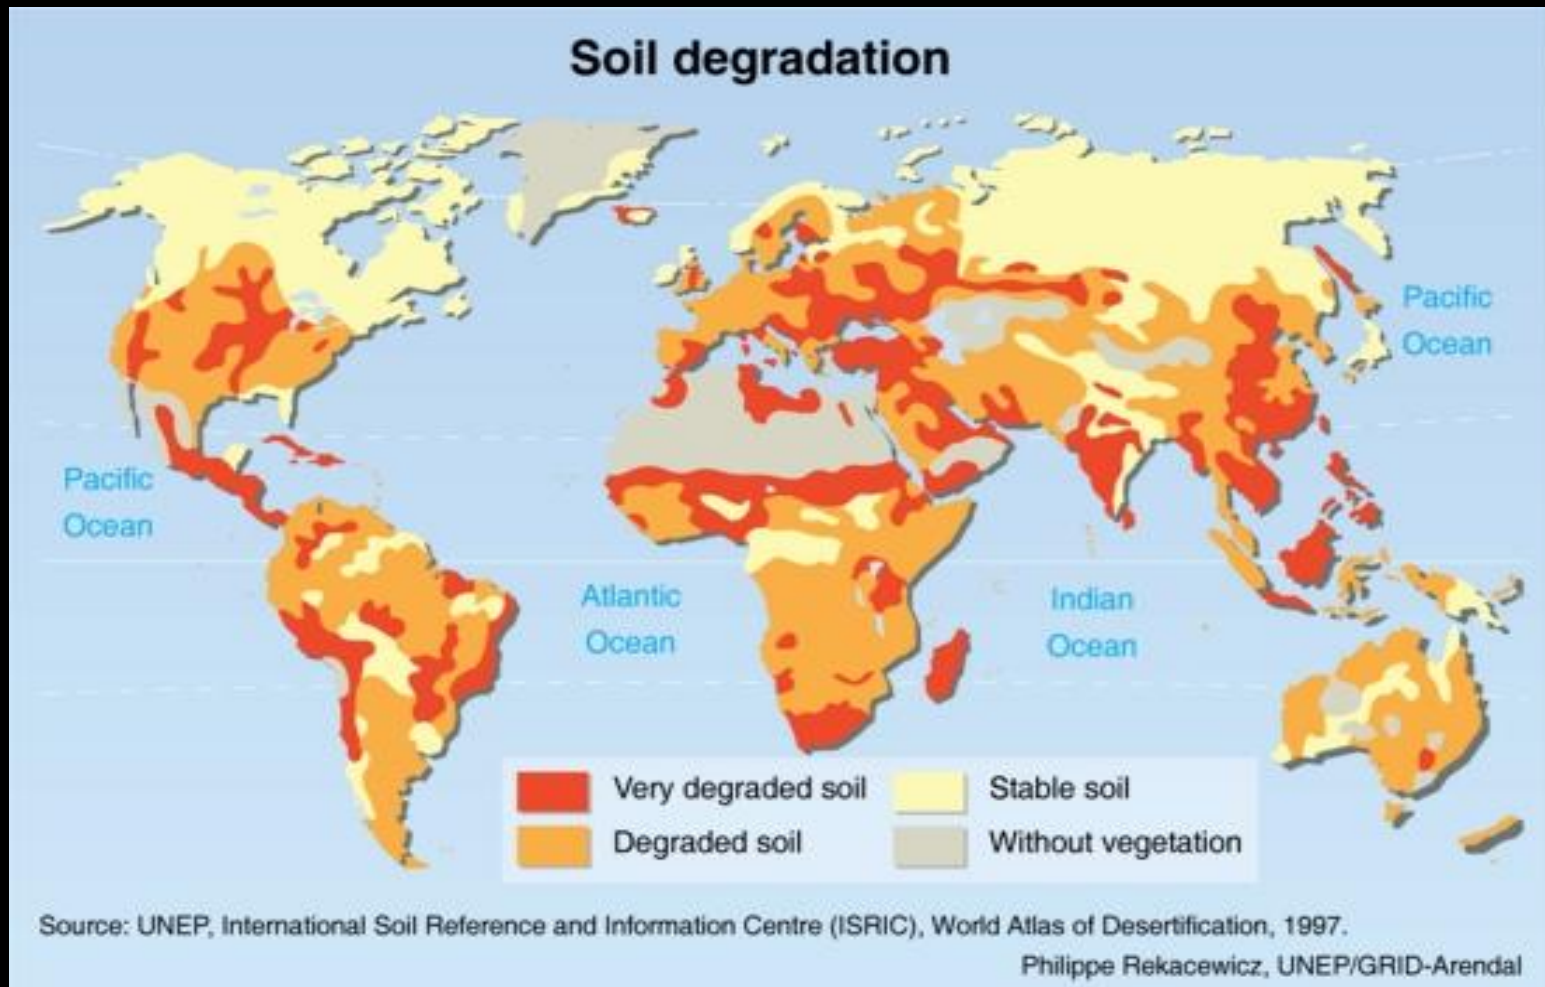 Soil degradation
Pacific
Ocean
Pacific
Ocean
Atlantic
Ocean
Indian
Ocean
Very degraded soil
Stable soil
Degraded soil
Without vegetation
Source: UNEP, International Soil Reference and Information Centre (ISRIC), World Atlas of Desertification, 1997.
Philippe Rekacewicz, UNEP/GRID-Arendal